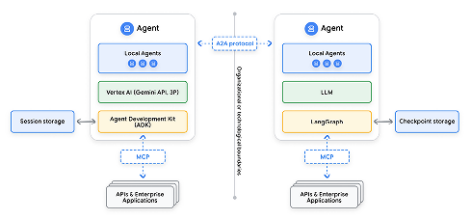 Agent
Local Agents
Vertex AI (Gemini API, 3P)
Agent Development Kit
(ADK)
Session storage
MCP
APIs & Enterprise
Applications
A2A protocol
Organizational or
technological boundaries
Agent
Local Agents
LLM
LangGraph
Checkpoint storage
MCP
APIs & Enterprise
Applications